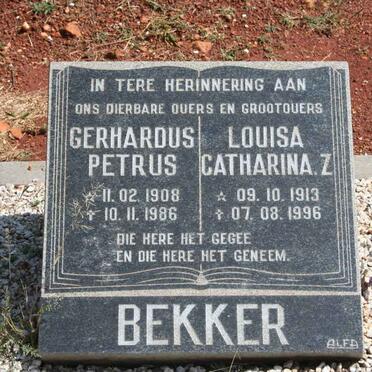 IN TERE HERINNERING AAN
ONS DIERBARE OUERS EN GROOTOUERS
GERHARDUS
PETRUS
☆ 11.02.1908
✝ 10.11.1986
LOUISA
CATHARINA.Z
☆ 09.10.1913
✝ 07.08.1996
DIE HERE HET GEGEE
EN DIE HERE HET GENEEM.
BEKKER
ALFA